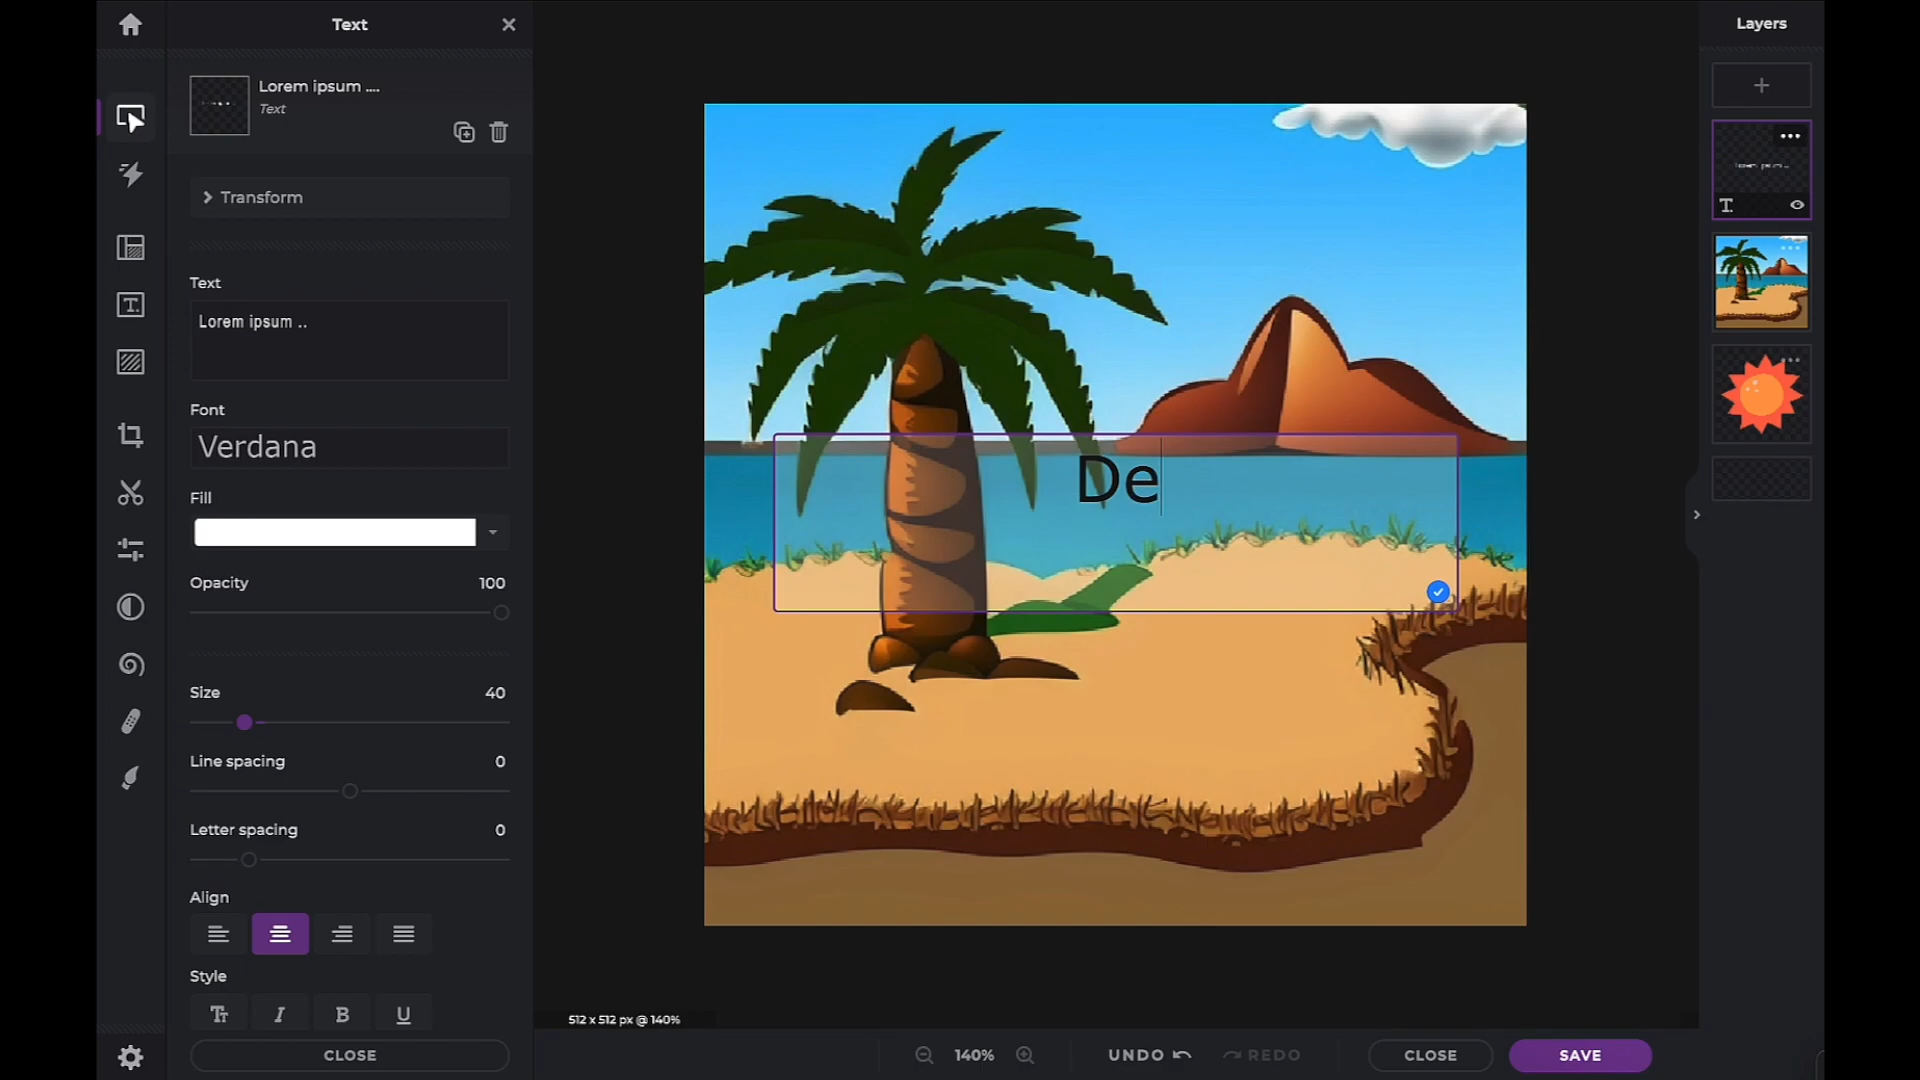 Text
Lorem ipsum ....
Text
Transform
Text
Lorem ipsum ..
Font
Verdana
Fill
Opacity 100
Size 40
Line spacing 0
Letter spacing 0
Align
Style
Tт I B U
CLOSE
De
512 x 512 px @ 140%
140%
UNDO
REDO
CLOSE
SAVE
Layers
T.